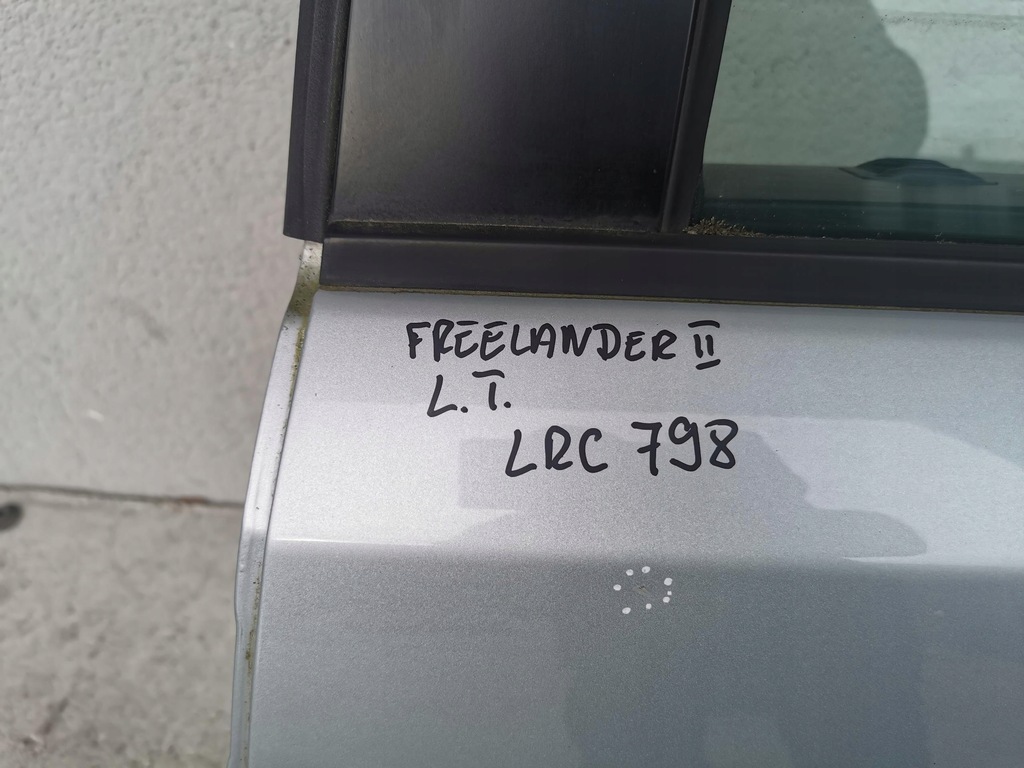 FREELANDER II
L.T.
LRC 798